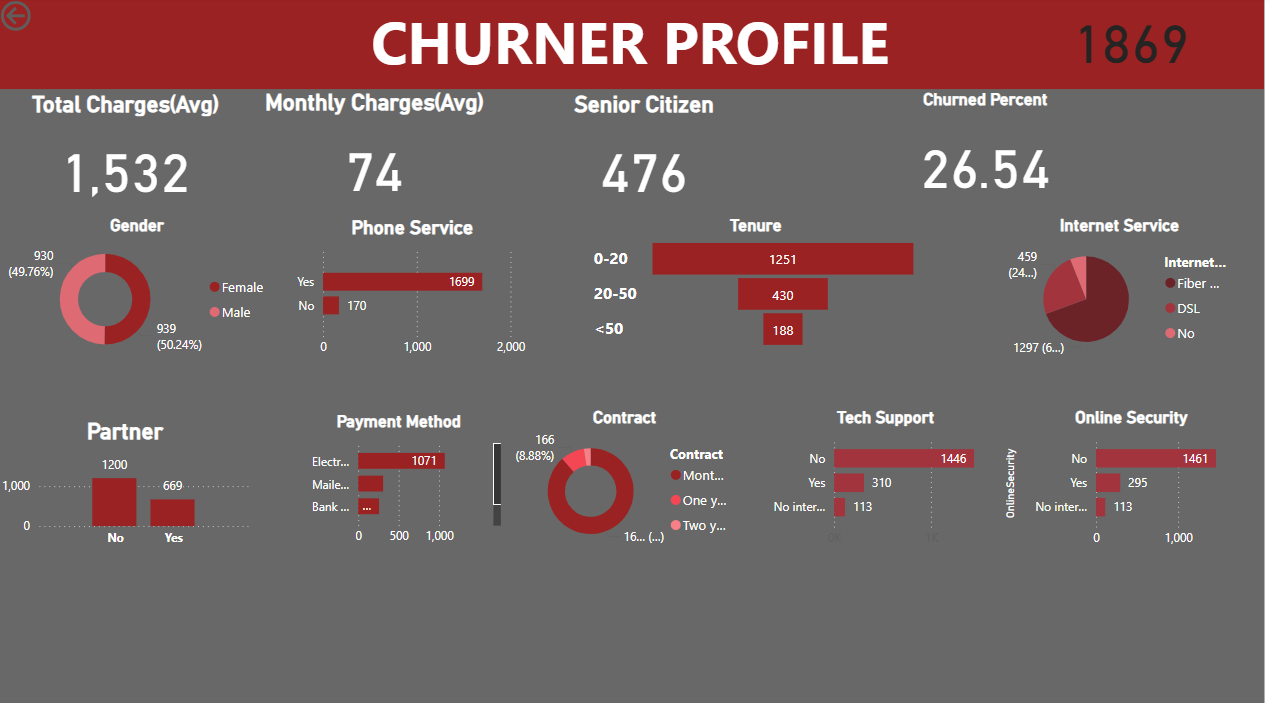 CHURNER PROFILE
1869
Total Charges(Avg)
Monthly Charges(Avg)
Senior Citizen
Churned Percent
1,532
74
476
26.54
Gender
930
(49.76%)
939
(50.24%)
Female
Male
Phone Service
Yes
1699
No
170
0
1,000
2,000
Tenure
0-20
1251
20-50
430
<50
188
Internet Service
459
(24...)
1297 (6...)
Internet...
Fiber ...
DSL
No
Partner
1200
669
1,000
0
No
Yes
Payment Method
Electr...
1071
Maile...
Bank ...
...
0
500
1,000
Contract
166
(8.88%)
16... (...)
Contract
Mont...
One y...
Two y...
Tech Support
No
1446
Yes
310
No inter...
113
0K
1K
Online Security
OnlineSecurity
No
1461
Yes
295
No inter...
113
0
1,000